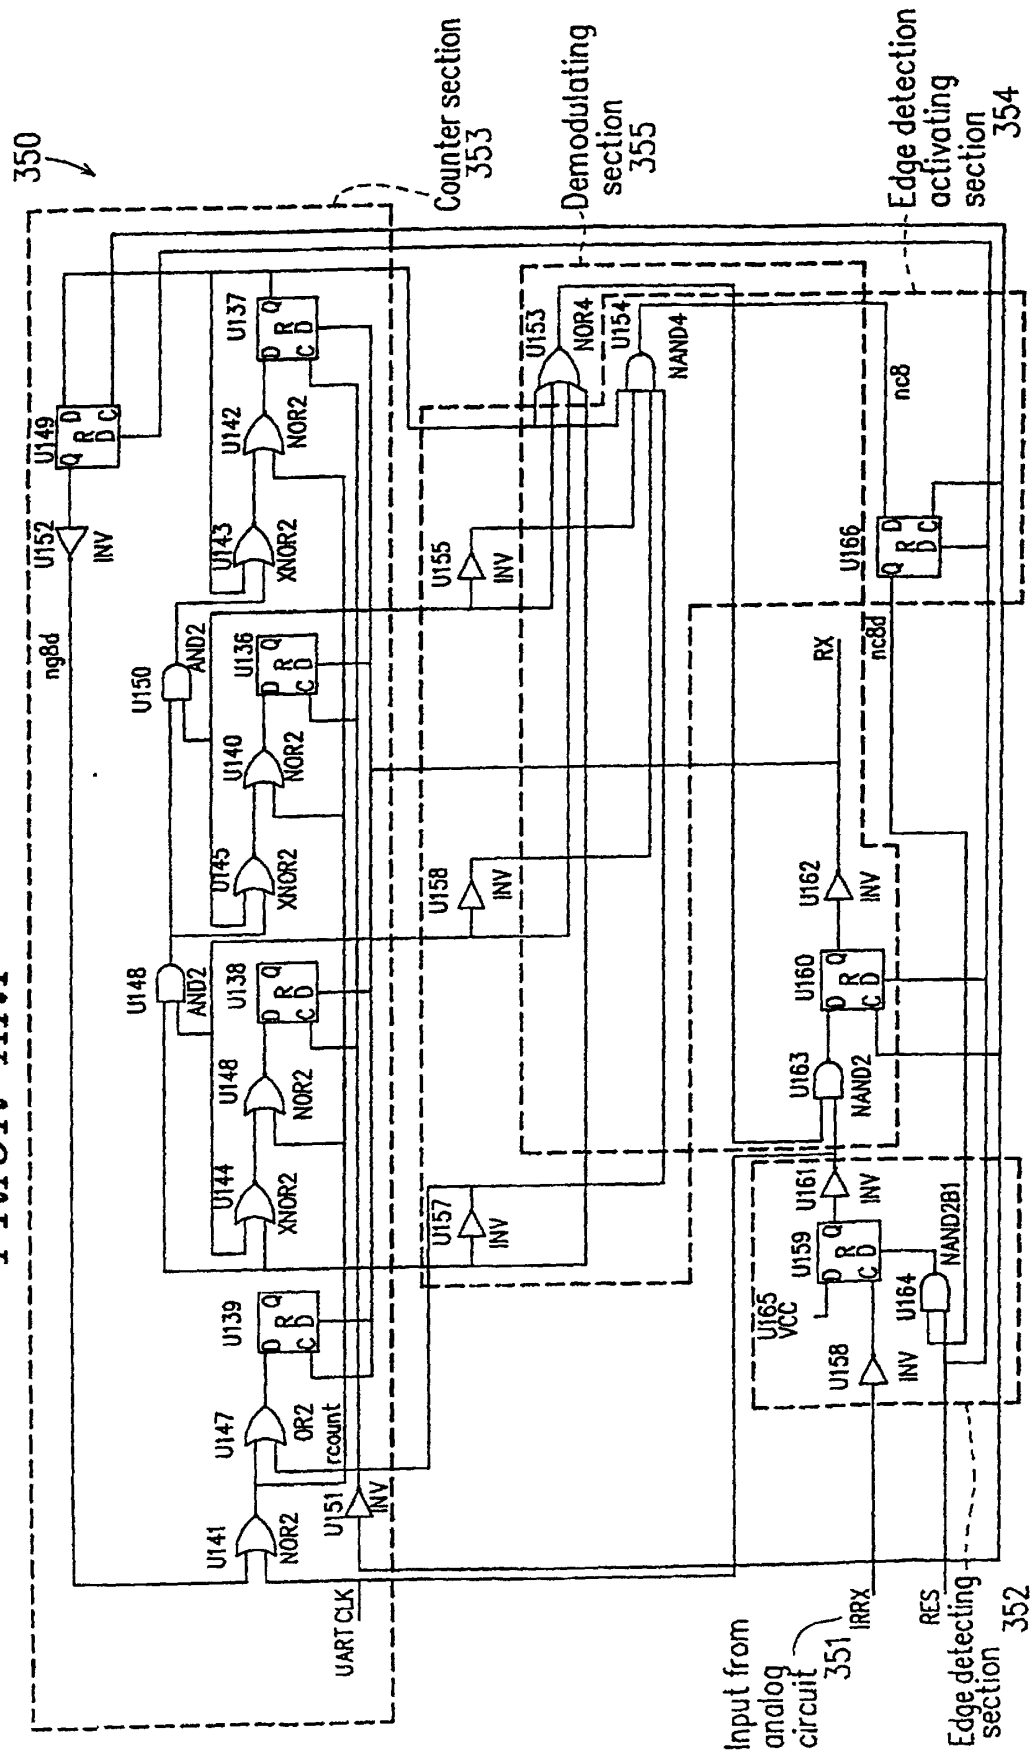 350
Counter section
353
Demodulating
section
355
Edge detection
activating
section
354
U149
Q
R
D
D
C
U152
INV
ng8d
U150
AND2
U148
AND2
U137
D
Q
R
D
C
U142
NOR2
U143
XNOR2
U136
D
Q
R
D
C
U140
NOR2
U145
XNOR2
U138
D
Q
R
D
C
U148
NOR2
U144
XNOR2
U139
D
Q
R
D
C
U147
OR2
rcount
U141
NOR2
U151
INV
UARTCLK
U153
NOR4
U154
NAND4
U155
INV
U158
INV
U157
INV
nc8
U166
Q
D
R
D
C
nc8d
RX
U162
INV
U160
D
Q
R
D
C
U163
NAND2
U161
INV
U159
D
Q
R
D
C
U165
VCC
U164
NAND2B1
U158
INV
Input from
analog
circuit
351
IRRX
RES
Edge detecting
section
352